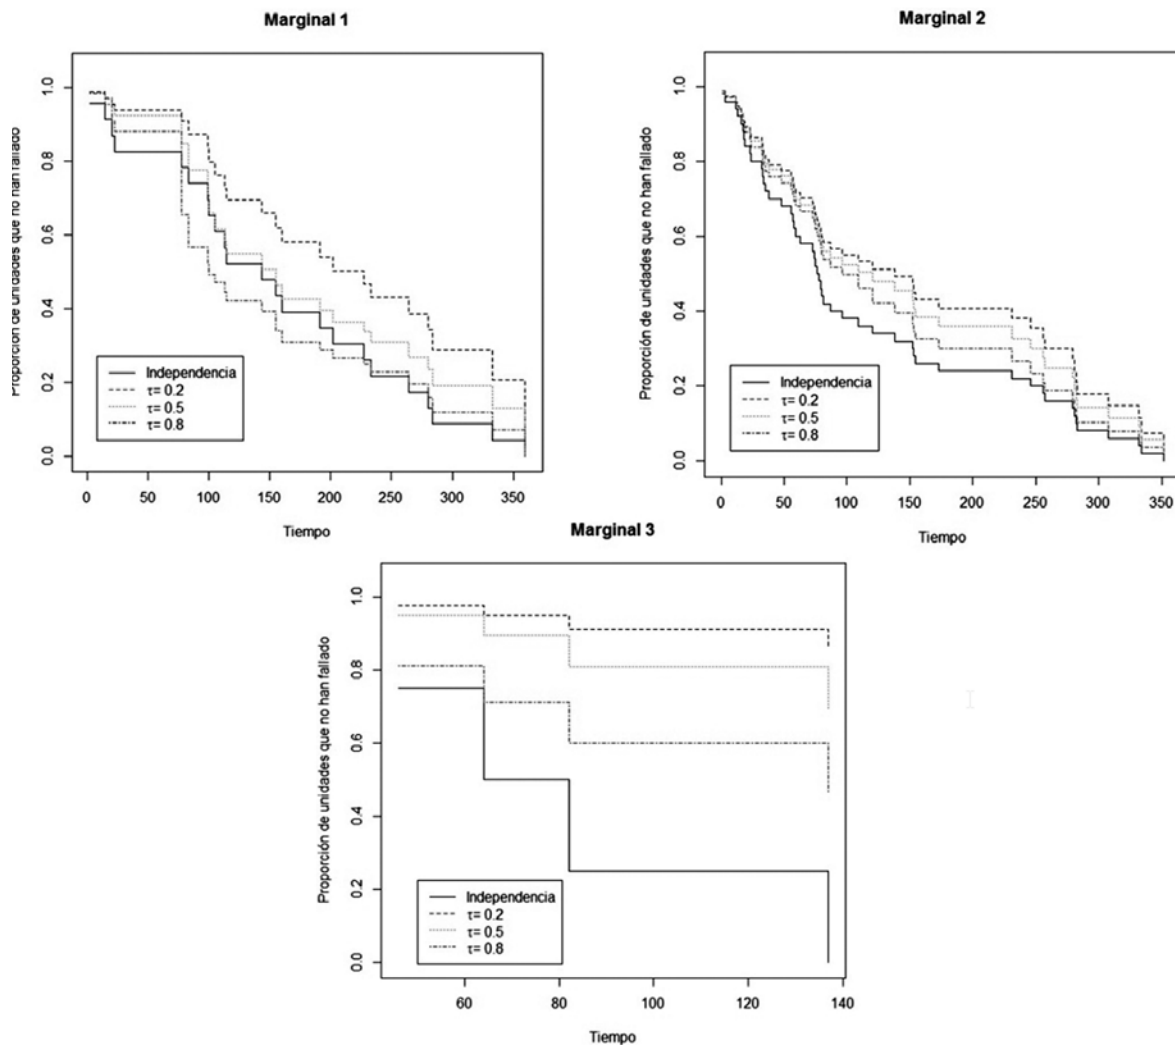 Marginal 1
Proporción de unidades que no han fallado
1.0
0.8
0.6
0.4
0.2
0.0
Independencia
τ= 0.2
τ= 0.5
τ= 0.8
0 50 100 150 200 250 300 350
Tiempo
Marginal 2
Proporción de unidades que no han fallado
1.0
0.8
0.6
0.4
0.2
0.0
Independencia
τ= 0.2
τ= 0.5
τ= 0.8
0 50 100 150 200 250 300 350
Tiempo
Marginal 3
Proporción de unidades que no han fallado
1.0
0.8
0.6
0.4
0.2
0.0
Independencia
τ= 0.2
τ= 0.5
τ= 0.8
60 80 100 120 140
Tiempo